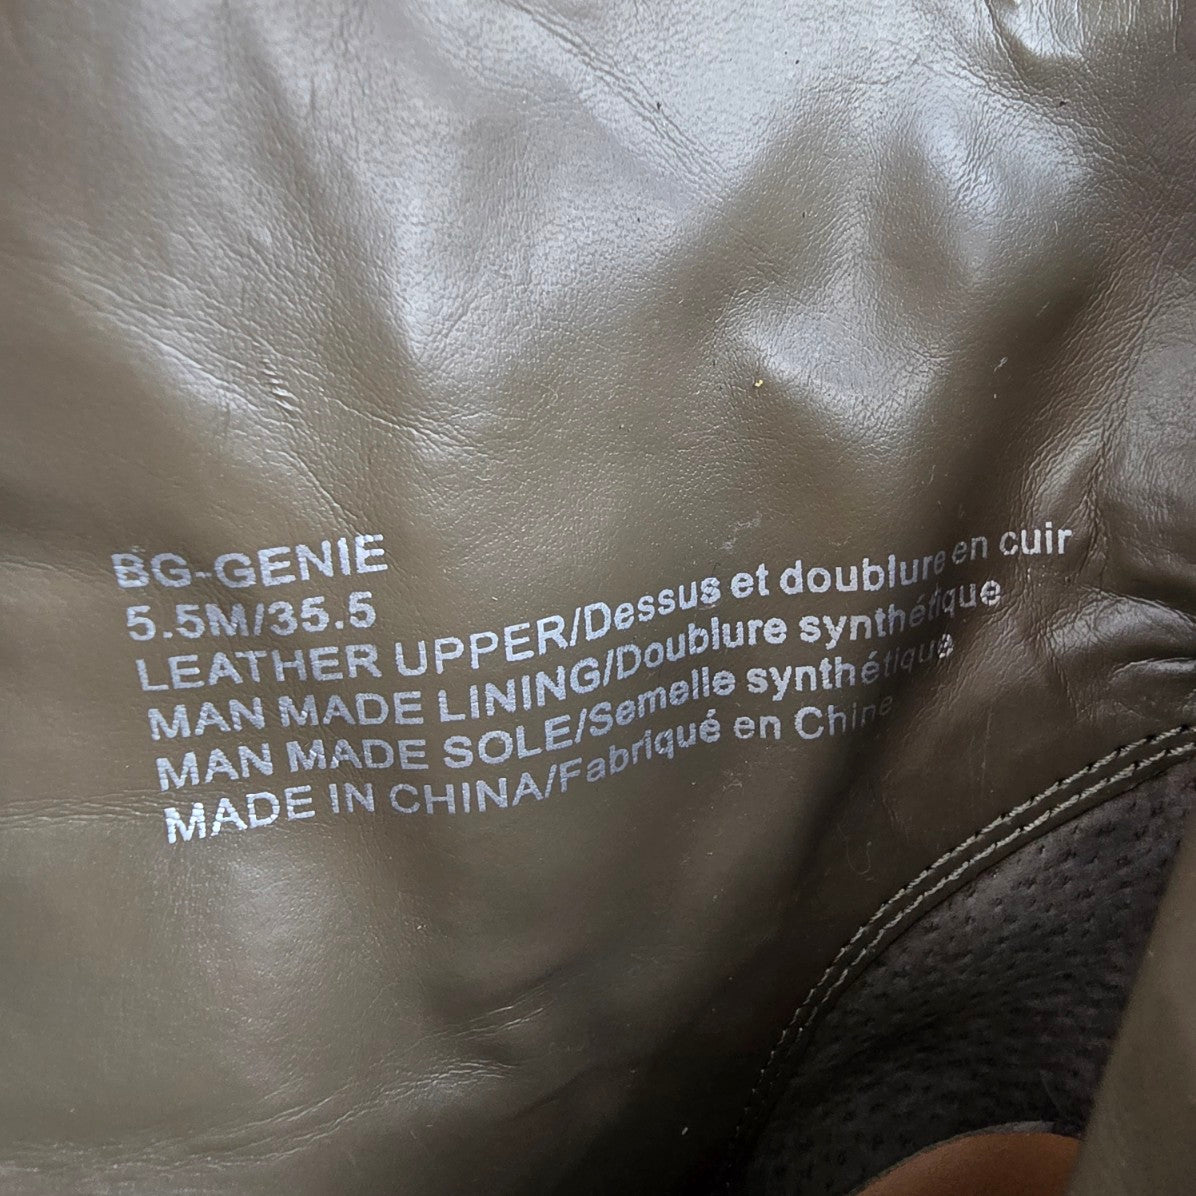 BG-GENIE
5.5M/35.5
LEATHER UPPER/Dessus et doublure en cuir
MAN MADE LINING/Doublure synthétique
MAN MADE SOLE/Semelle synthétique
MADE IN CHINA/Fabriqué en Chine